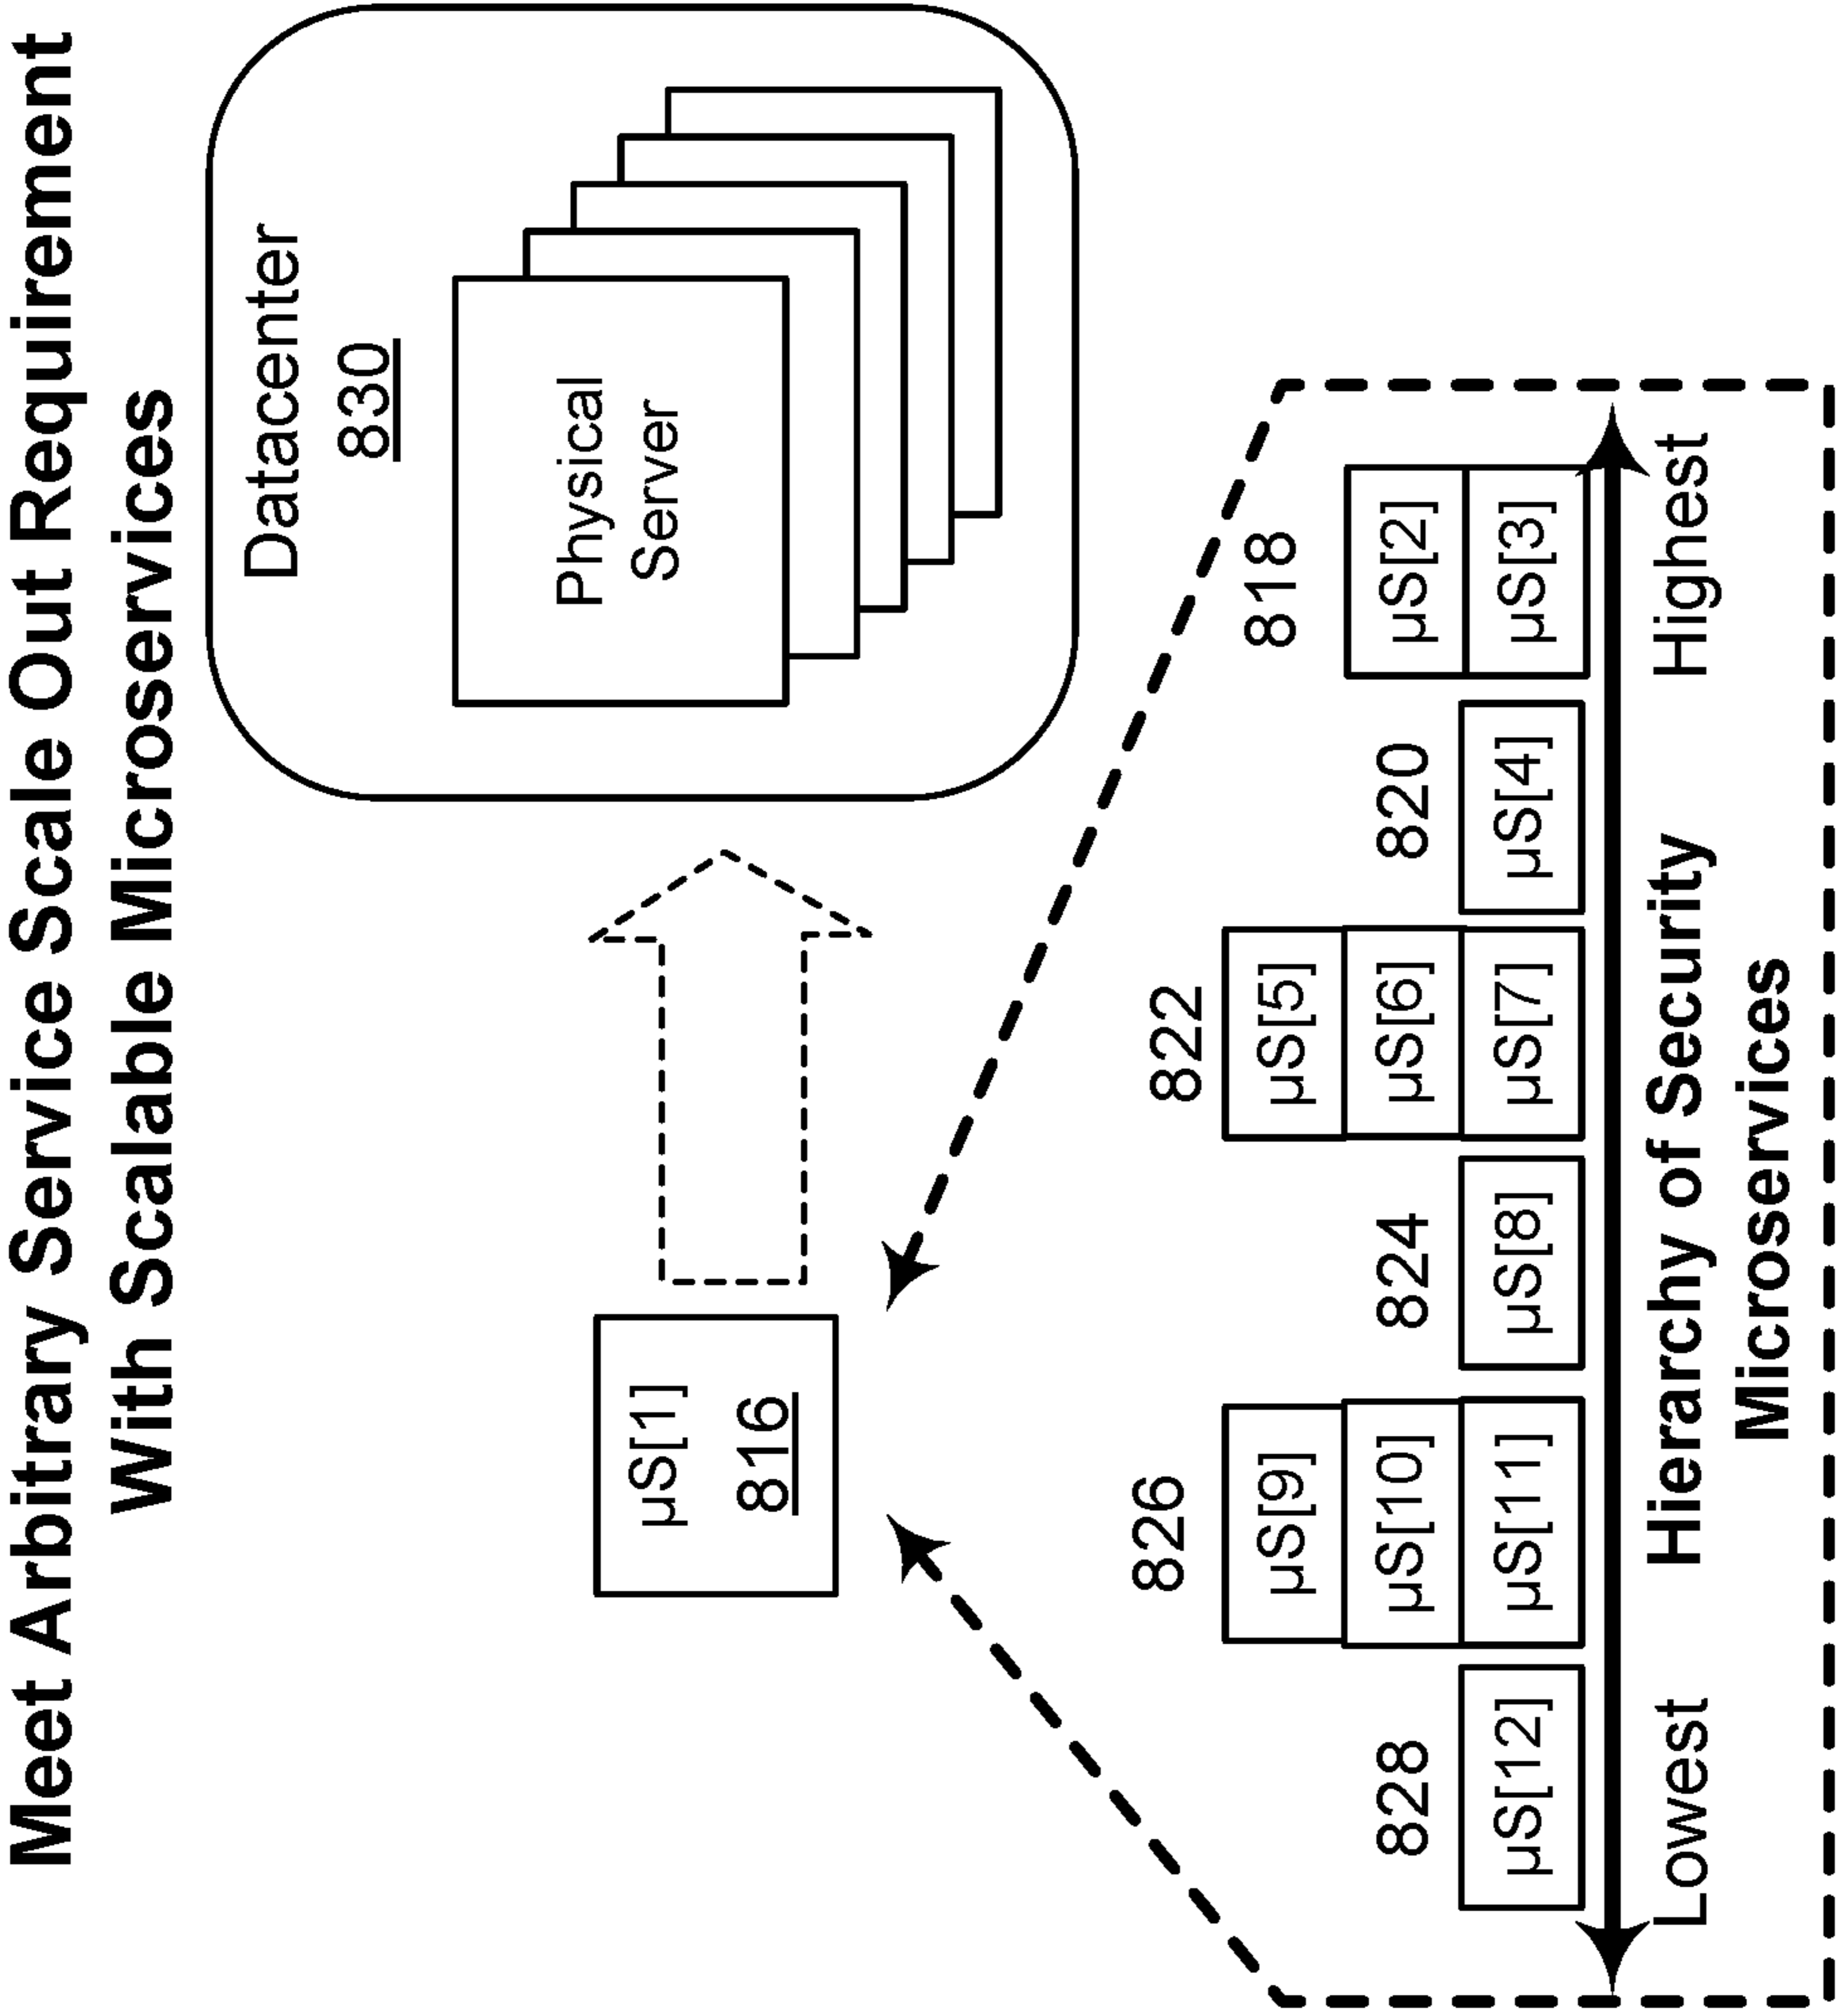 Meet Arbitrary Service Scale Out Requirement
With Scalable Microservices
Datacenter
830
Physical
Server
µS[1]
816
828
µS[12]
826
µS[9]
µS[10]
µS[11]
824
µS[8]
822
µS[5]
µS[6]
µS[7]
820
µS[4]
818
µS[2]
µS[3]
Lowest
Hierarchy of Security
Microservices
Highest